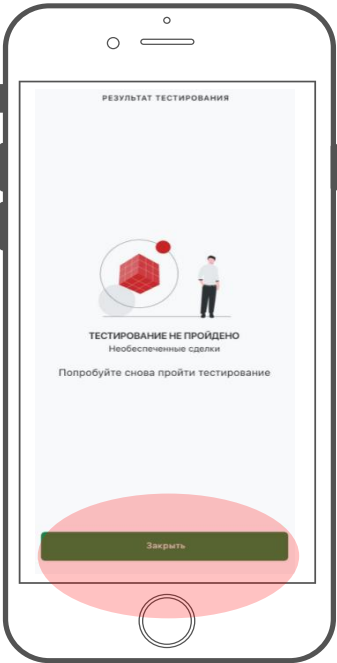 РЕЗУЛЬТАТ ТЕСТИРОВАНИЯ
ТЕСТИРОВАНИЕ НЕ ПРОЙДЕНО
Необеспеченные сделки
Попробуйте снова пройти тестирование
Закрыть